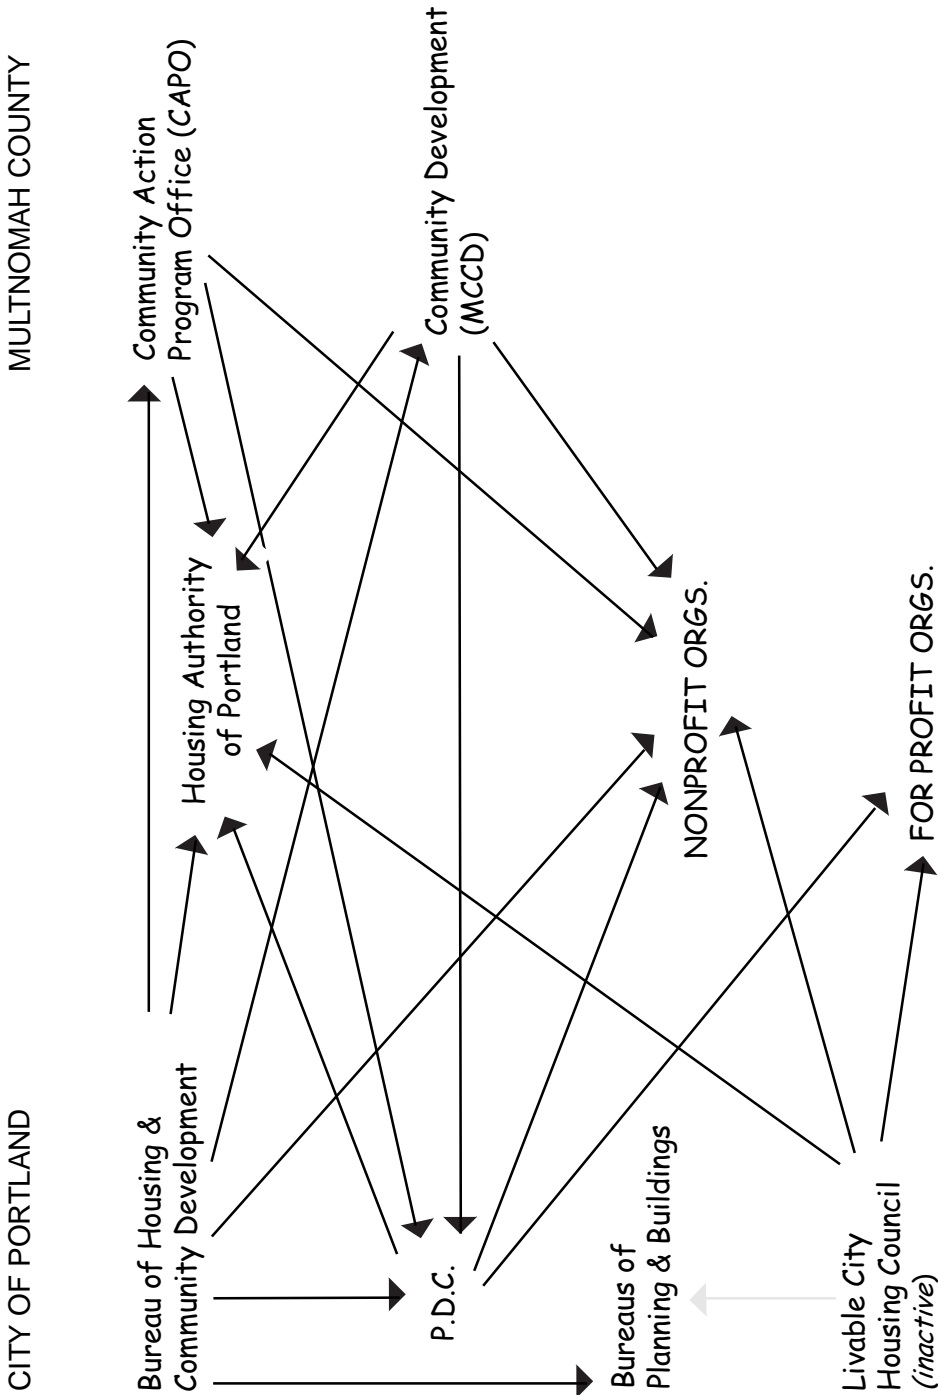 CITY OF PORTLAND
MULTNOMAH COUNTY
Bureau of Housing &
Community Development
Housing Authority
of Portland
Community Action
Program Office (CAPO)
P.D.C.
Community Development
(MCCD)
Bureaus of
Planning & Buildings
NONPROFIT ORGS.
Livable City
Housing Council
(inactive)
FOR PROFIT ORGS.